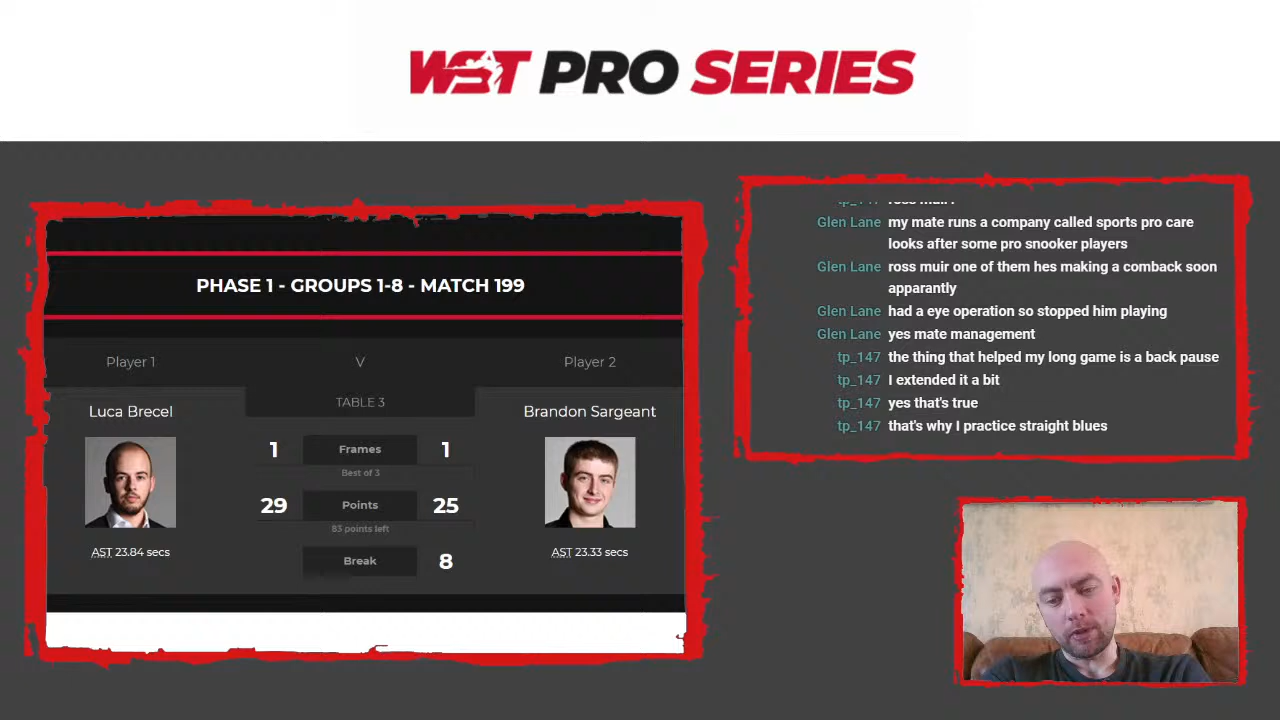 WST PRO SERIES
PHASE 1 - GROUPS 1-8 - MATCH 199
Player 1 V Player 2
TABLE 3
Luca Brecel Brandon Sargeant
1 Frames 1
Best of 3
29 Points 25
83 points left
AST 23.84 secs AST 23.33 secs
Break 8
tp_147 ross muir ?
Glen Lane my mate runs a company called sports pro care
looks after some pro snooker players
Glen Lane ross muir one of them hes making a comback soon
apparantly
Glen Lane had a eye operation so stopped him playing
Glen Lane yes mate management
tp_147 the thing that helped my long game is a back pause
tp_147 I extended it a bit
tp_147 yes that's true
tp_147 that's why I practice straight blues